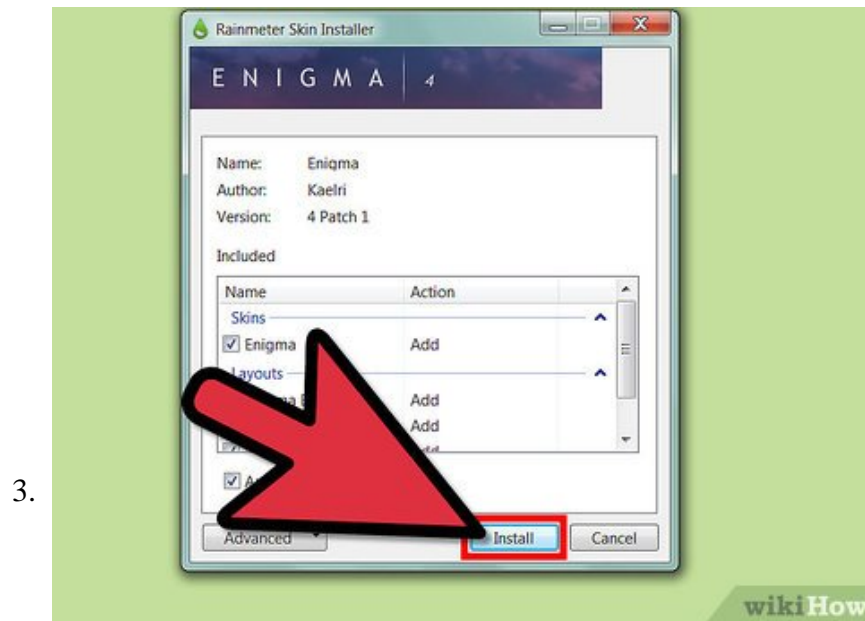 Rainmeter Skin Installer
ENIGMA 4
Name: Enigma
Author: Kaelri
Version: 4 Patch 1
Included
Name Action
Skins
Enigma Add
Layouts
Add
Add
3.
Advanced Install Cancel
wikiHow